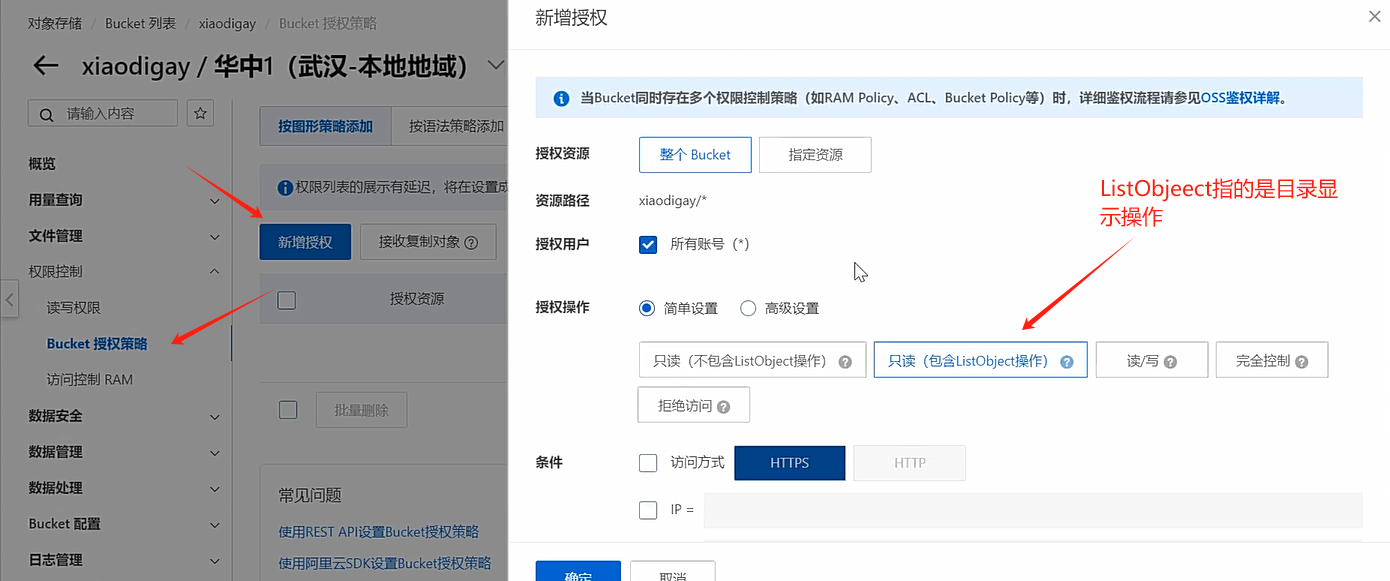 对象存储 / Bucket 列表 / xiaodigay / Bucket 授权策略
xiaodigay / 华中1（武汉-本地地域）
请输入内容
概览
用量查询
文件管理
权限控制
读写权限
Bucket 授权策略
访问控制 RAM
数据安全
数据管理
数据处理
Bucket 配置
日志管理
按图形策略添加
按语法策略添加
权限列表的展示有延迟，将在设置成
新增授权
接收复制对象
授权资源
批量删除
常见问题
使用REST API设置Bucket授权策略
使用阿里云SDK设置Bucket授权策略
新增授权
当Bucket同时存在多个权限控制策略（如RAM Policy、ACL、Bucket Policy等）时，详细鉴权流程请参见OSS鉴权详解。
授权资源 整个 Bucket 指定资源
资源路径 xiaodigay/*
授权用户 所有账号（*）
授权操作 简单设置 高级设置
只读（不包含ListObject操作） 只读（包含ListObject操作） 读/写 完全控制
拒绝访问
条件 访问方式 HTTPS HTTP
IP =
确定 取消
ListObjeect指的是目录显
示操作